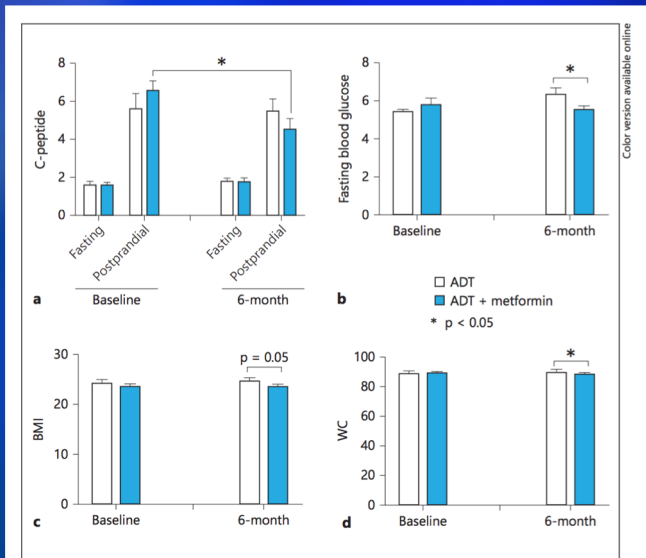 Color version available online
8
6
4
2
0
C-peptide
*
Fasting
Postprandial
Fasting
Postprandial
Baseline
6-month
a
8
6
4
2
0
Fasting blood glucose
*
Baseline
6-month
b
ADT
ADT + metformin
* p < 0.05
30
20
10
0
BMI
p = 0.05
Baseline
6-month
c
100
80
60
40
20
0
WC
*
Baseline
6-month
d